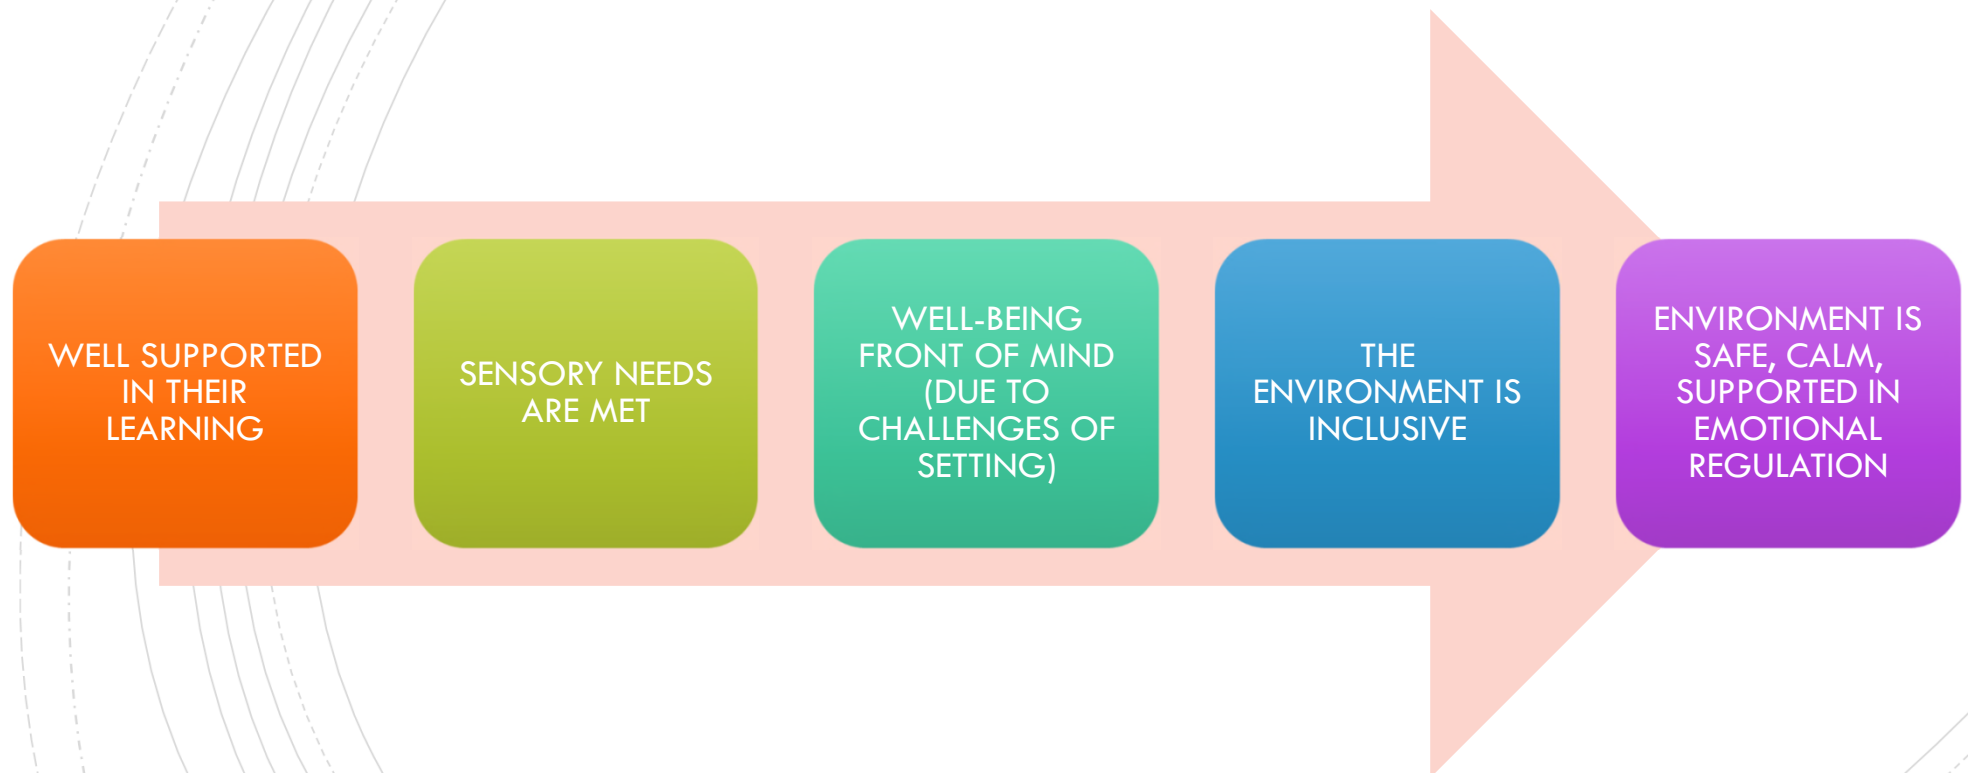 WELL SUPPORTED
IN THEIR
LEARNING
SENSORY NEEDS
ARE MET
WELL-BEING
FRONT OF MIND
(DUE TO
CHALLENGES OF
SETTING)
THE
ENVIRONMENT IS
INCLUSIVE
ENVIRONMENT IS
SAFE, CALM,
SUPPORTED IN
EMOTIONAL
REGULATION